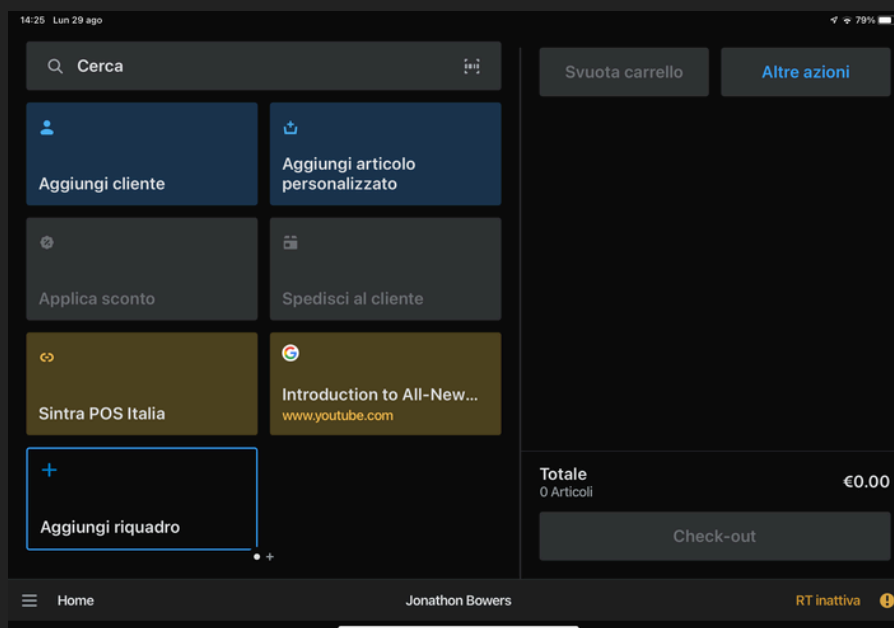 14:25 Lun 29 ago
79%
Cerca
Svuota carrello
Altre azioni
Aggiungi cliente
Aggiungi articolo
personalizzato
Applica sconto
Spedisci al cliente
Sintra POS Italia
Introduction to All-New...
www.youtube.com
Aggiungi riquadro
Totale
0 Articoli
€0.00
Check-out
Home
Jonathon Bowers
RT inattiva